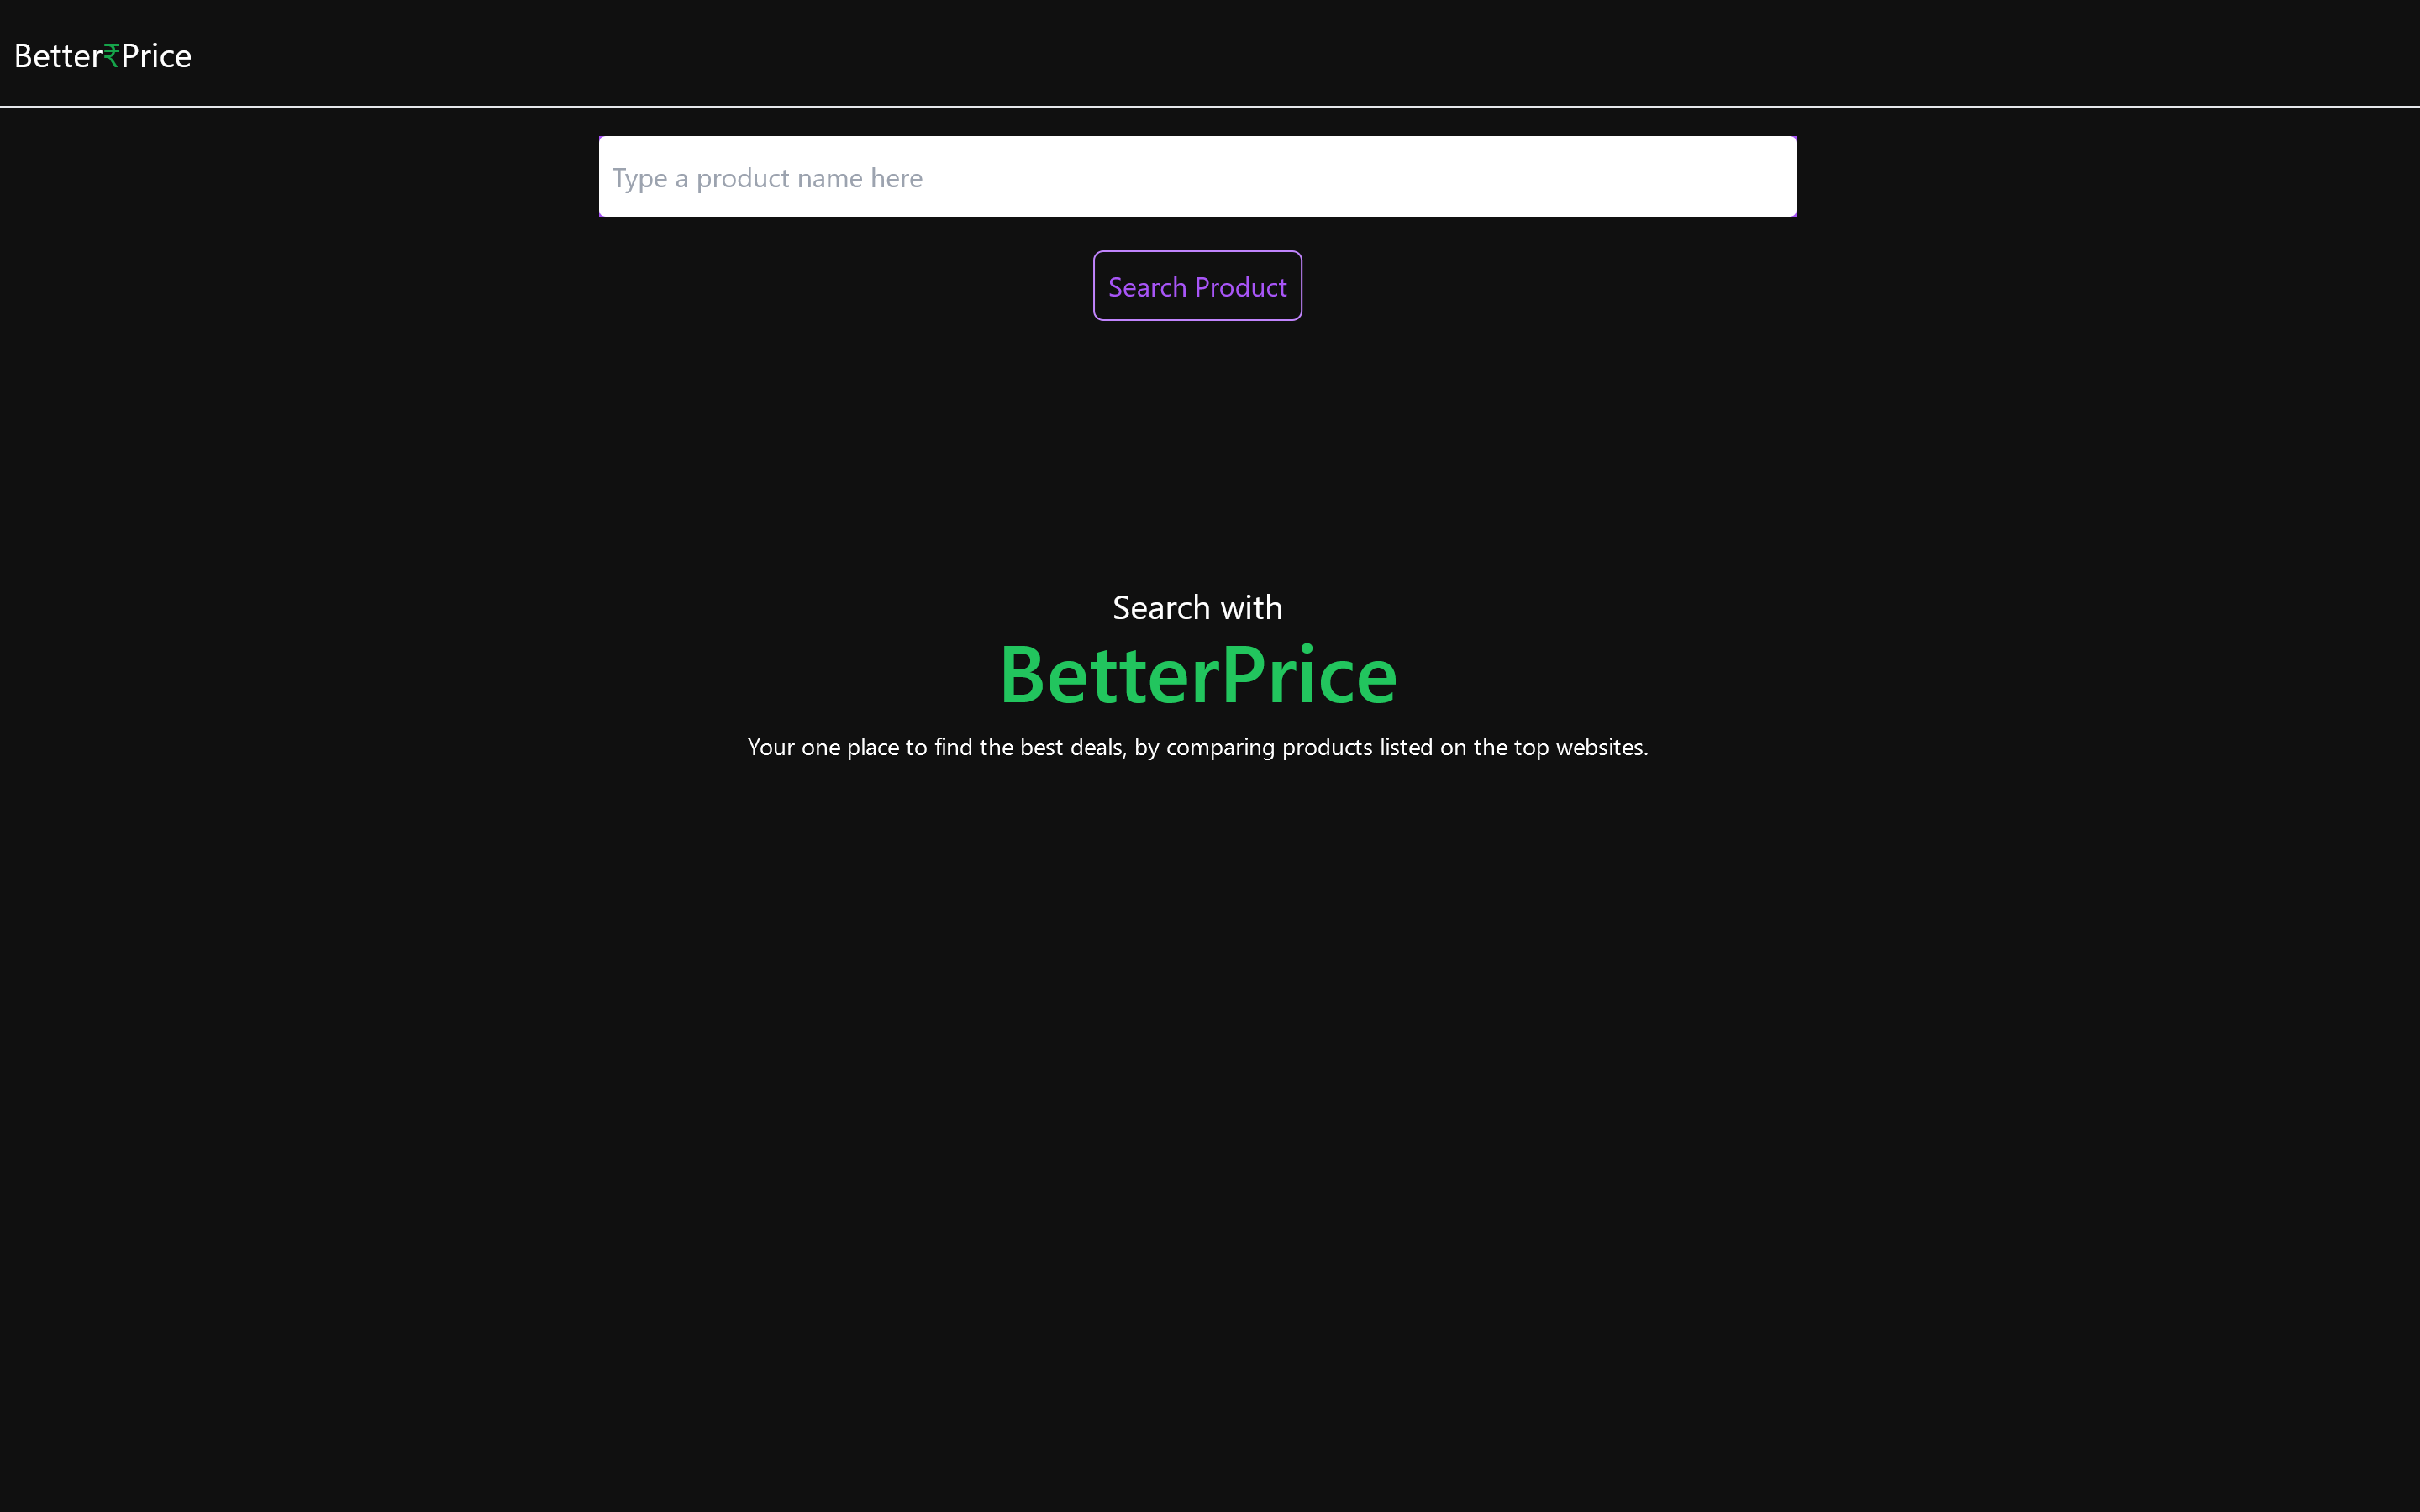 Better₹Price
Type a product name here
Search Product
Search with
BetterPrice
Your one place to find the best deals, by comparing products listed on the top websites.